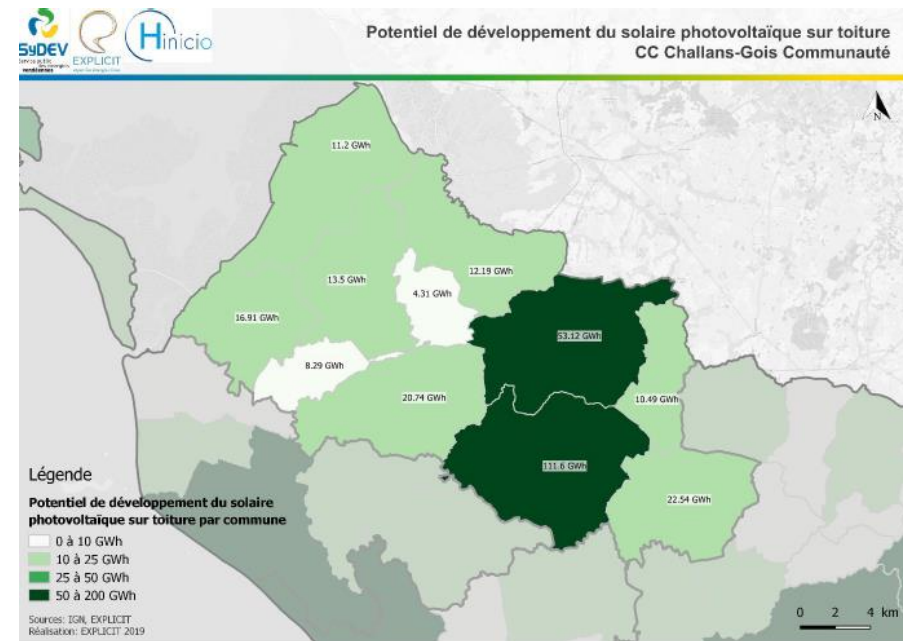 SyDEV
EXPLICIT
Hinicio
Potentiel de développement du solaire photovoltaïque sur toiture
CC Challans-Gois Communauté
N
11.2 GWh
12.19 GWh
13.5 GWh
4.31 GWh
16.91 GWh
53.12 GWh
8.29 GWh
20.74 GWh
10.49 GWh
111.6 GWh
22.54 GWh
Légende
Potentiel de développement du solaire
photovoltaïque sur toiture par commune
0 à 10 GWh
10 à 25 GWh
25 à 50 GWh
50 à 200 GWh
Sources: IGN, EXPLICIT
Réalisation: EXPLICIT 2019
0 2 4 km